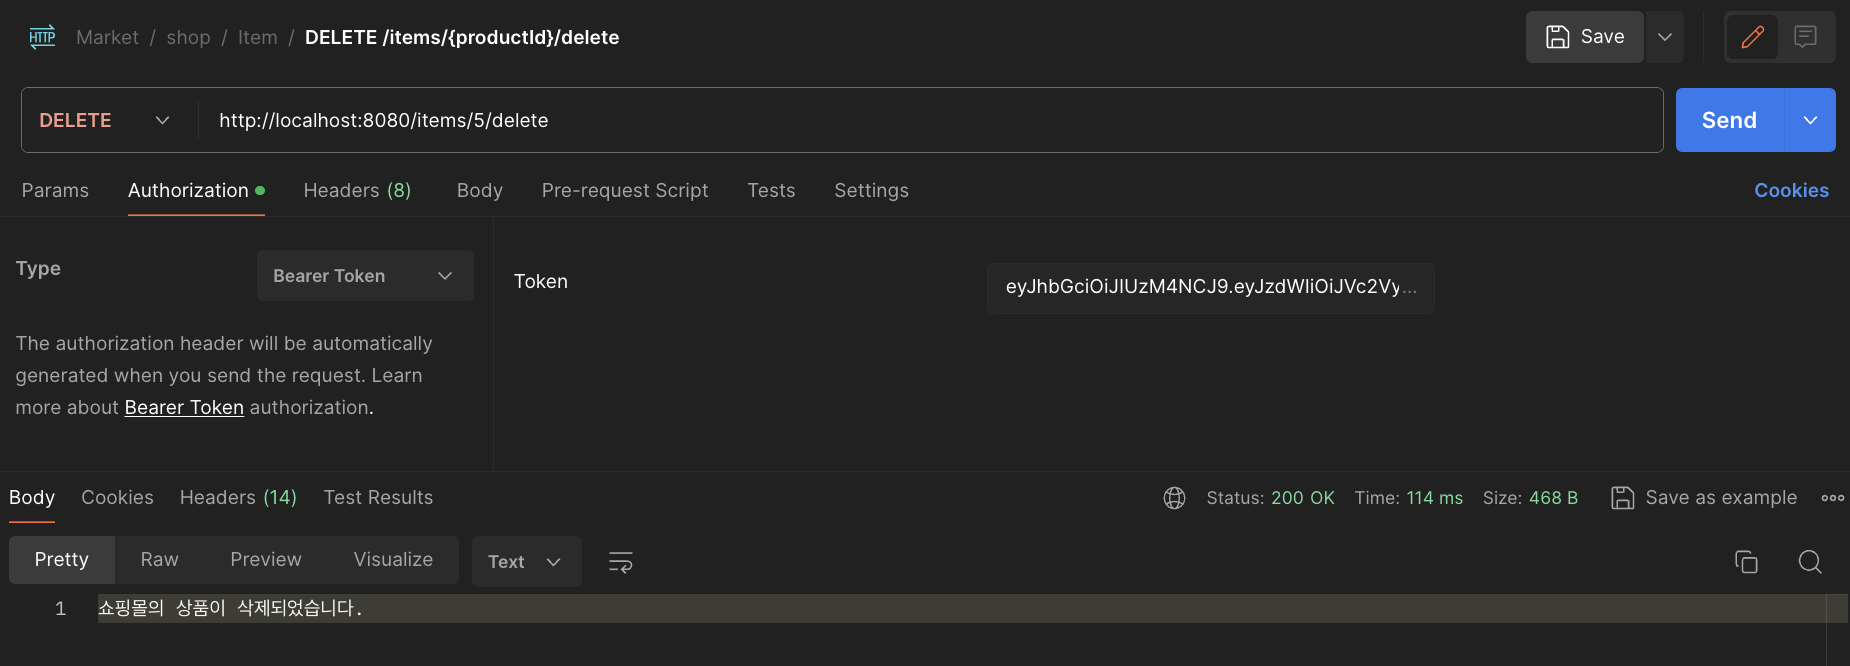 HTTP Market / shop / Item / DELETE /items/{productId}/delete Save
DELETE http://localhost:8080/items/5/delete Send
Params Authorization Headers (8) Body Pre-request Script Tests Settings Cookies
Type Bearer Token
Token eyJhbGciOiJIUzM4NCJ9.eyJzdWIiOiJVc2Vy...
The authorization header will be automatically
generated when you send the request. Learn
more about Bearer Token authorization.
Body Cookies Headers (14) Test Results Status: 200 OK Time: 114 ms Size: 468 B Save as example
Pretty Raw Preview Visualize Text
1 쇼핑몰의 상품이 삭제되었습니다.